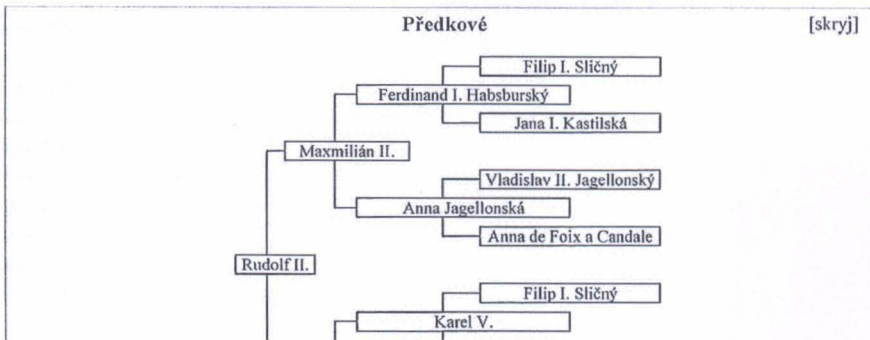 Předkové
[skryj]
Filip I. Sličný
Ferdinand I. Habsburský
Jana I. Kastilská
Maxmilián II.
Vladislav II. Jagellonský
Anna Jagellonská
Anna de Foix a Candale
Rudolf II.
Filip I. Sličný
Karel V.